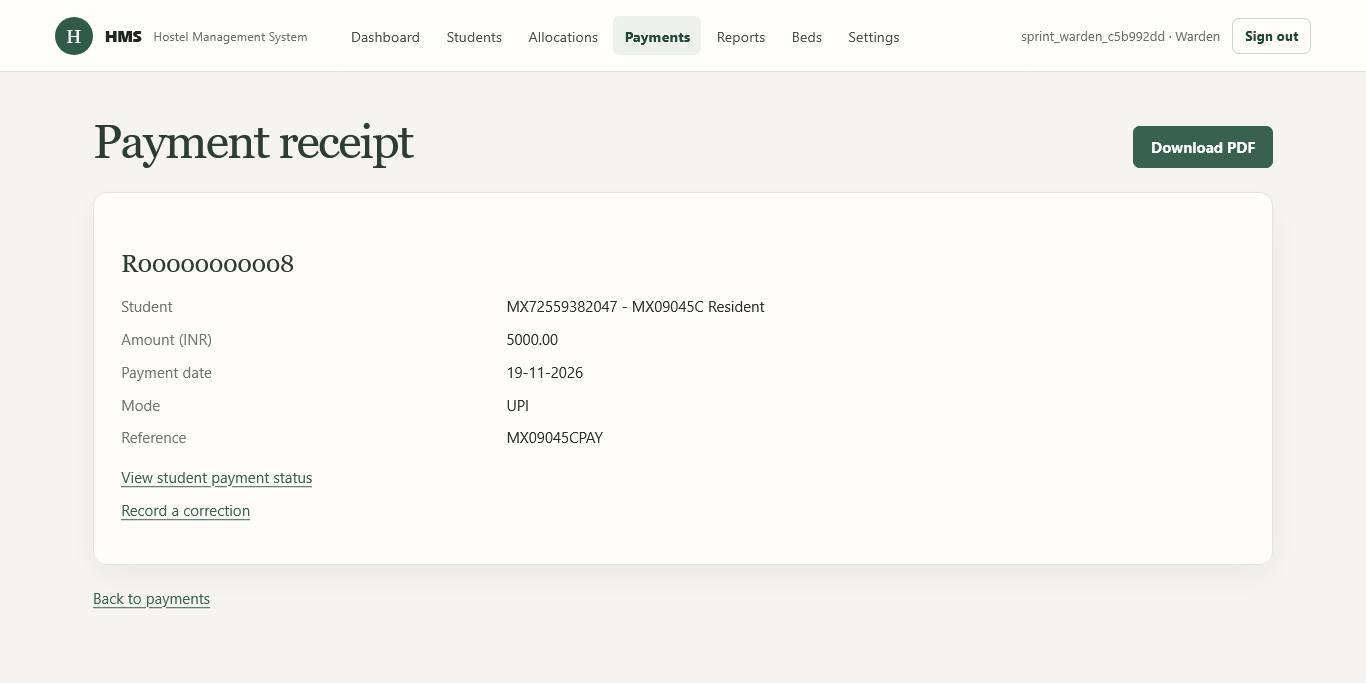 H HMS Hostel Management System Dashboard Students Allocations Payments Reports Beds Settings sprint_warden_c5b992dd · Warden Sign out
Payment receipt
Download PDF
R00000000008
Student MX72559382047 - MX09045C Resident
Amount (INR) 5000.00
Payment date 19-11-2026
Mode UPI
Reference MX09045CPAY
View student payment status
Record a correction
Back to payments